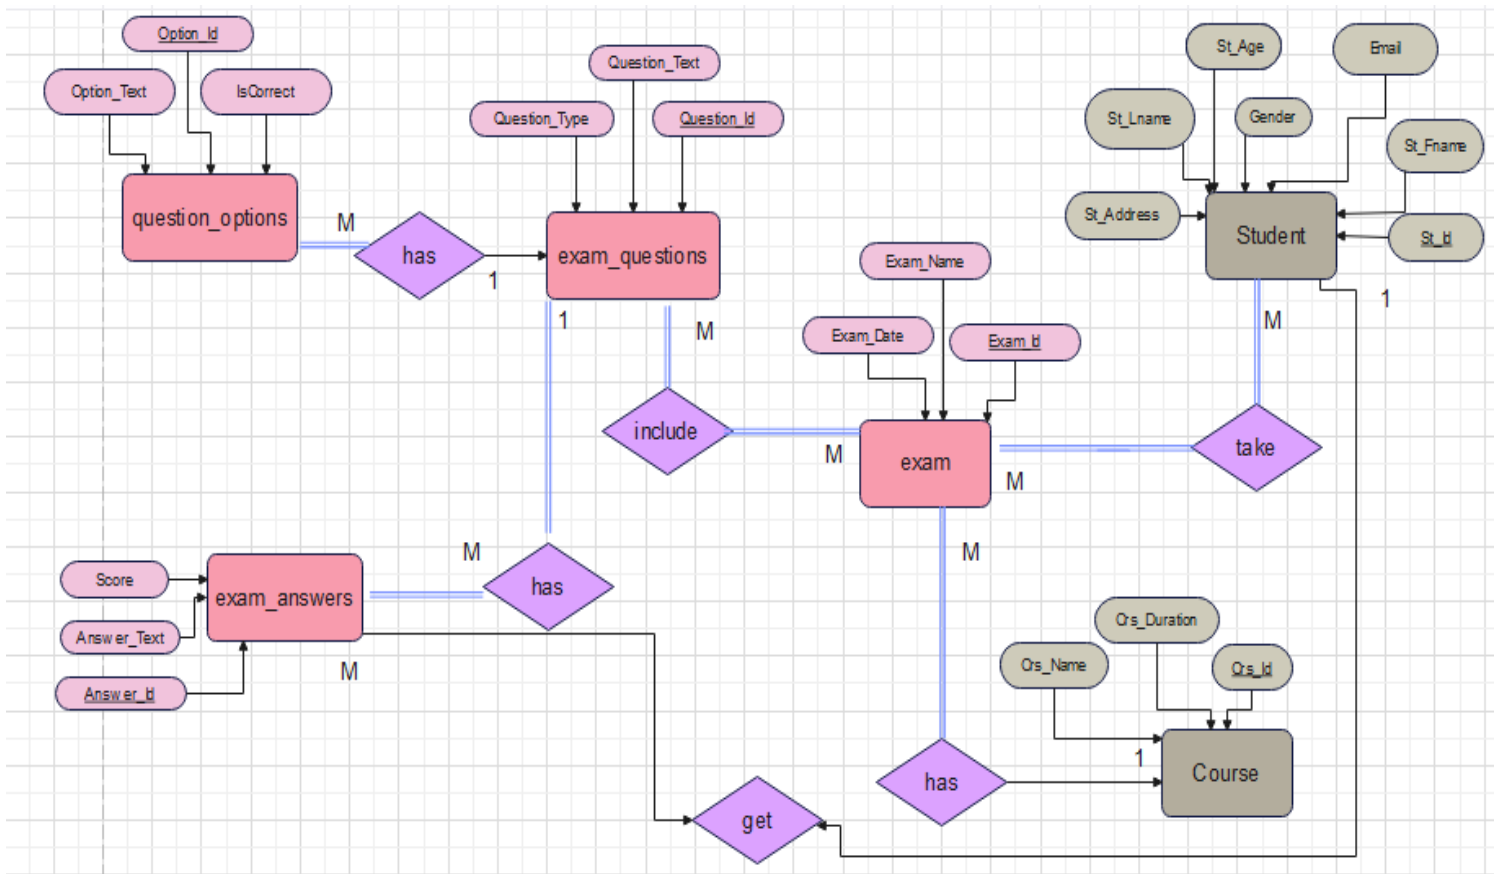 Option_Id
Option_Text
IsCorrect
question_options
M
has
1
Question_Text
Question_Type
Question_Id
exam_questions
1
M
include
M
Exam_Name
Exam_Date
Exam_Id
exam
M
M
St_Age
Email
St_Lname
Gender
St_Fname
St_Address
St_Id
Student
M
1
take
M
has
Score
Answer_Text
Answer_Id
exam_answers
M
get
has
1
Crs_Duration
Crs_Name
Crs_Id
Course